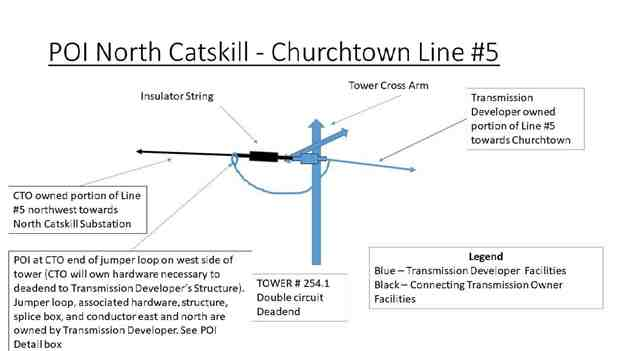 POI North Catskill - Churchtown Line #5
Tower Cross Arm
Insulator String
Transmission
Developer owned
portion of Line #5
towards Churchtown
CTO owned portion of Line
#5 northwest towards
North Catskill Substation
POI at CTO end of jumper loop on west side of
tower (CTO will own hardware necessary to
deadend to Transmission Developer's Structure).
Jumper loop, associated hardware, structure,
splice box, and conductor east and north are
owned by Transmission Developer. See POI
Detail box
TOWER # 254.1
Double circuit
Deadend
Legend
Blue – Transmission Developer Facilities
Black – Connecting Transmission Owner
Facilities